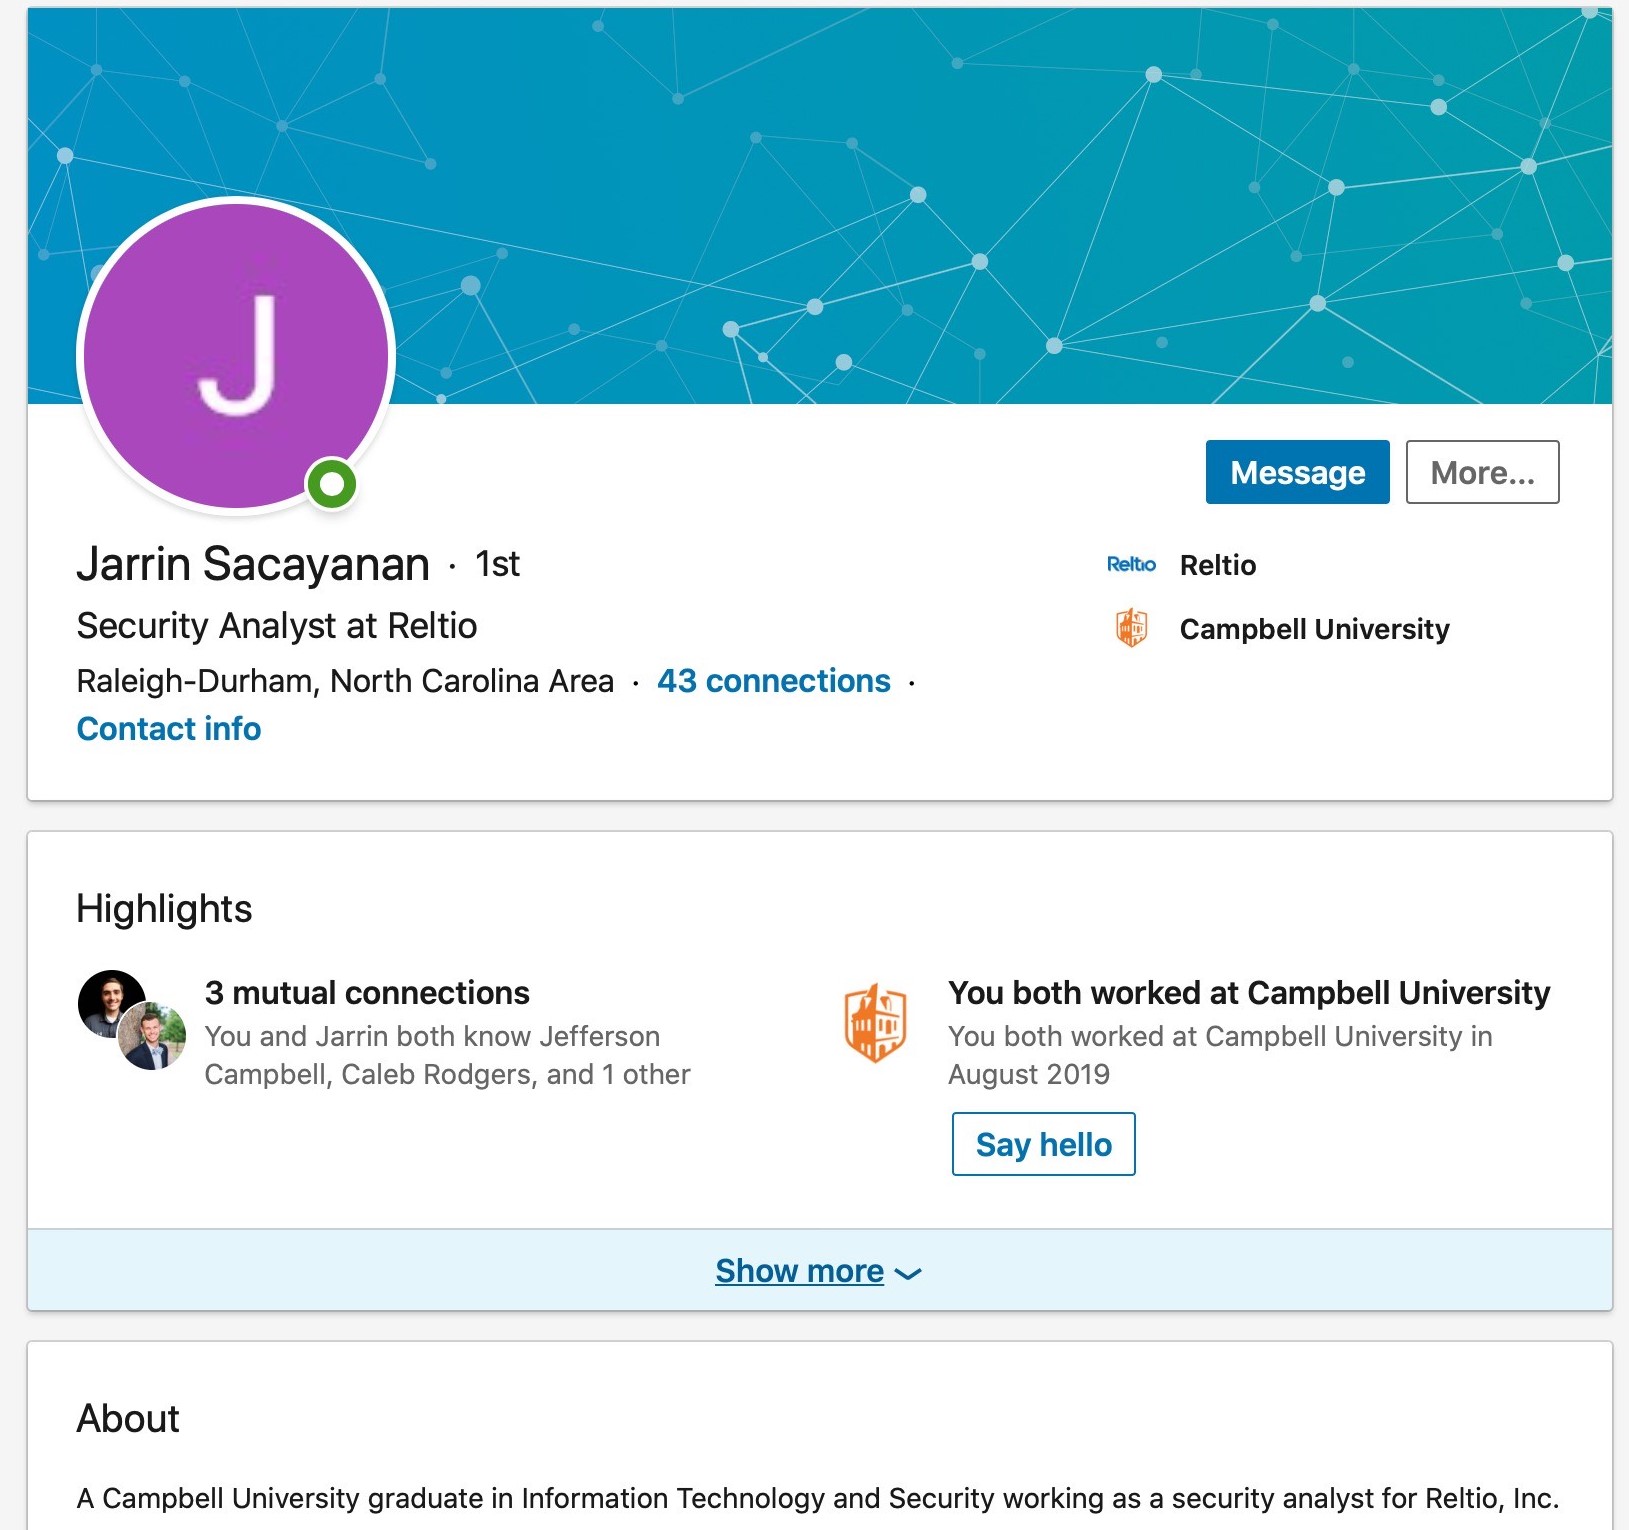 J
Message
More...
Jarrin Sacayanan · 1st
Reltio Reltio
Security Analyst at Reltio
Campbell University
Raleigh-Durham, North Carolina Area · 43 connections ·
Contact info
Highlights
3 mutual connections
You and Jarrin both know Jefferson
Campbell, Caleb Rodgers, and 1 other
You both worked at Campbell University
You both worked at Campbell University in
August 2019
Say hello
Show more
About
A Campbell University graduate in Information Technology and Security working as a security analyst for Reltio, Inc.